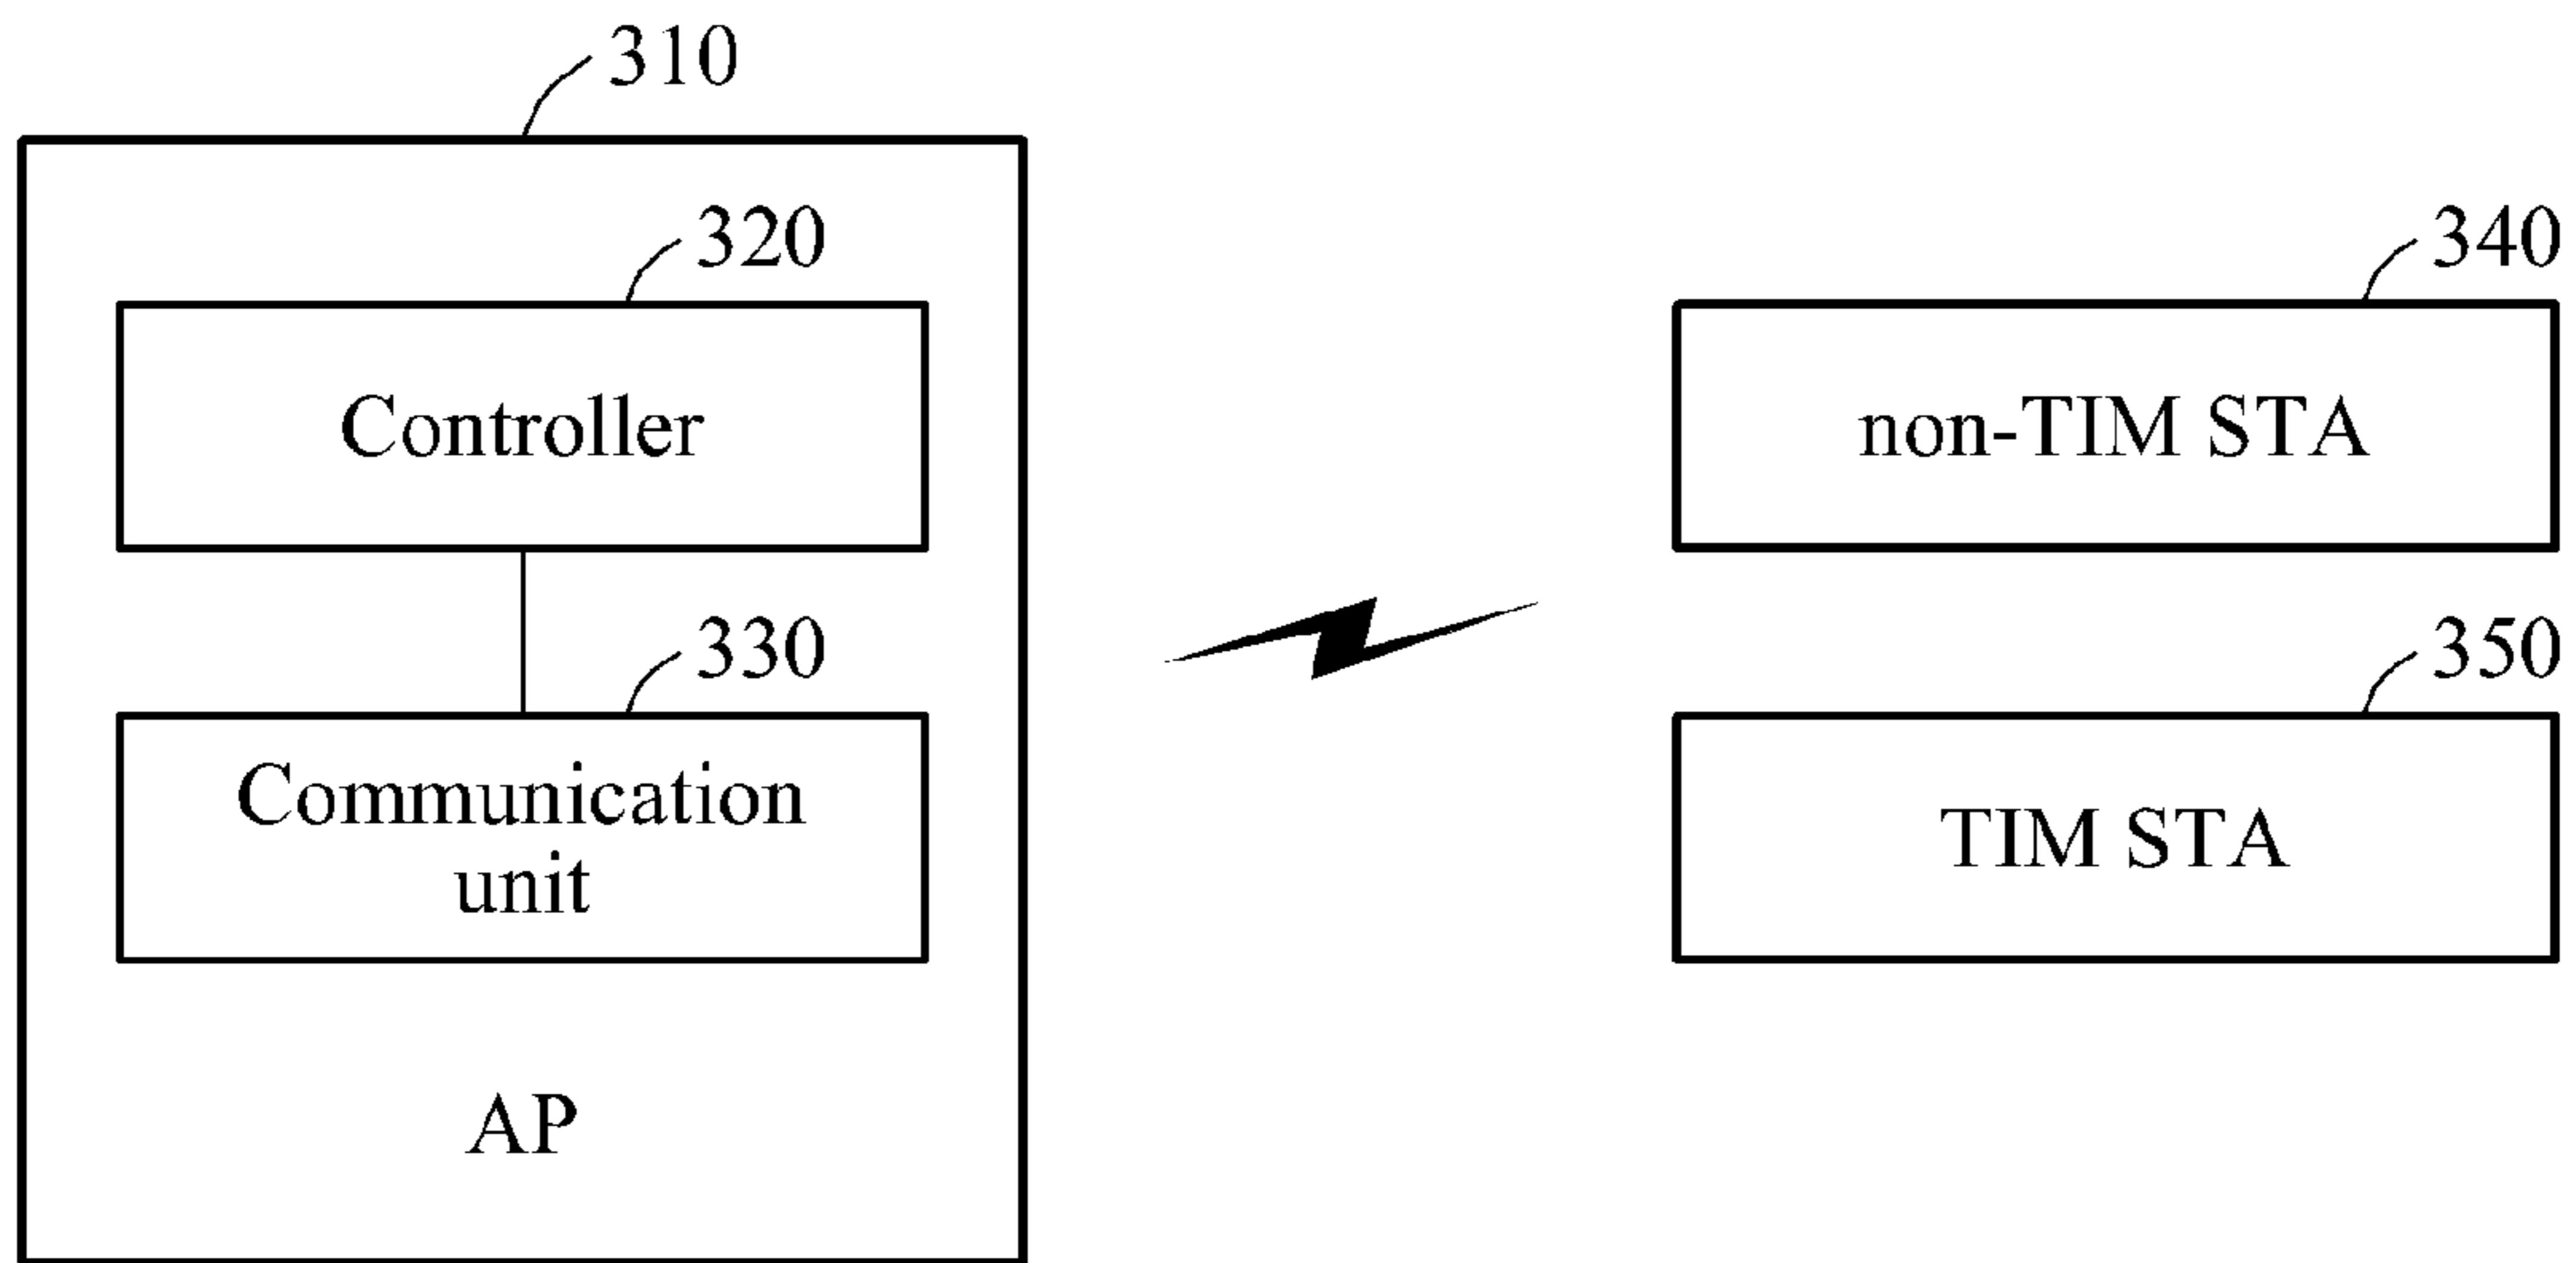 310
320
Controller
330
Communication
unit
AP
340
non-TIM STA
350
TIM STA